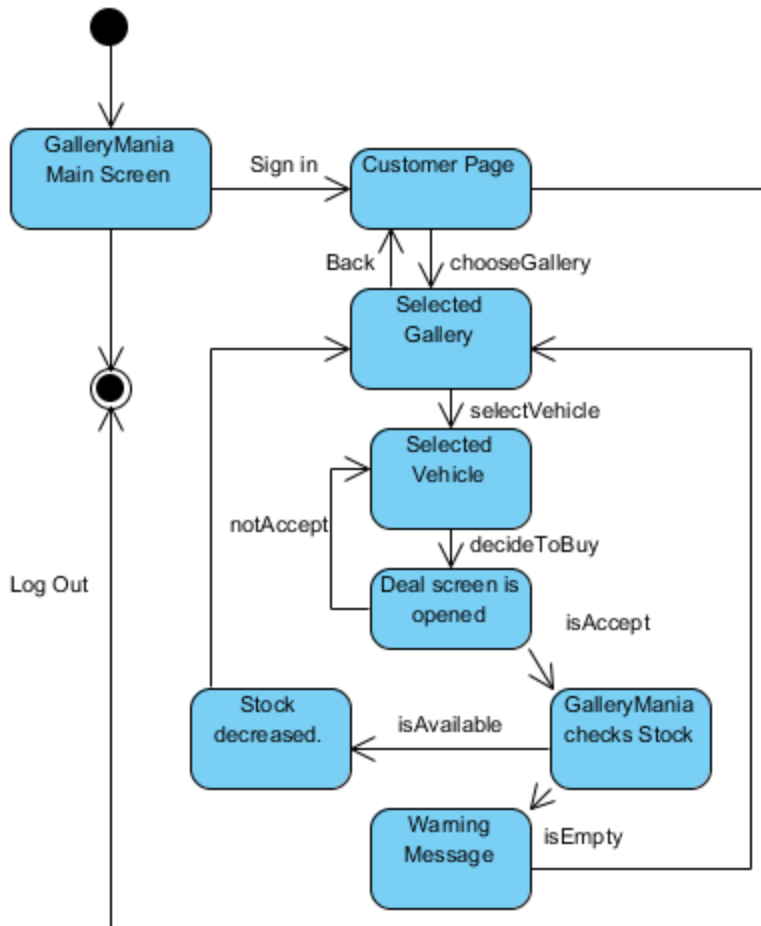 GalleryMania
Main Screen
Sign in
Customer Page
Back
chooseGallery
Selected
Gallery
selectVehicle
Selected
Vehicle
notAccept
decideToBuy
Deal screen is
opened
Log Out
isAccept
Stock
decreased.
isAvailable
GalleryMania
checks Stock
Warning
Message
isEmpty